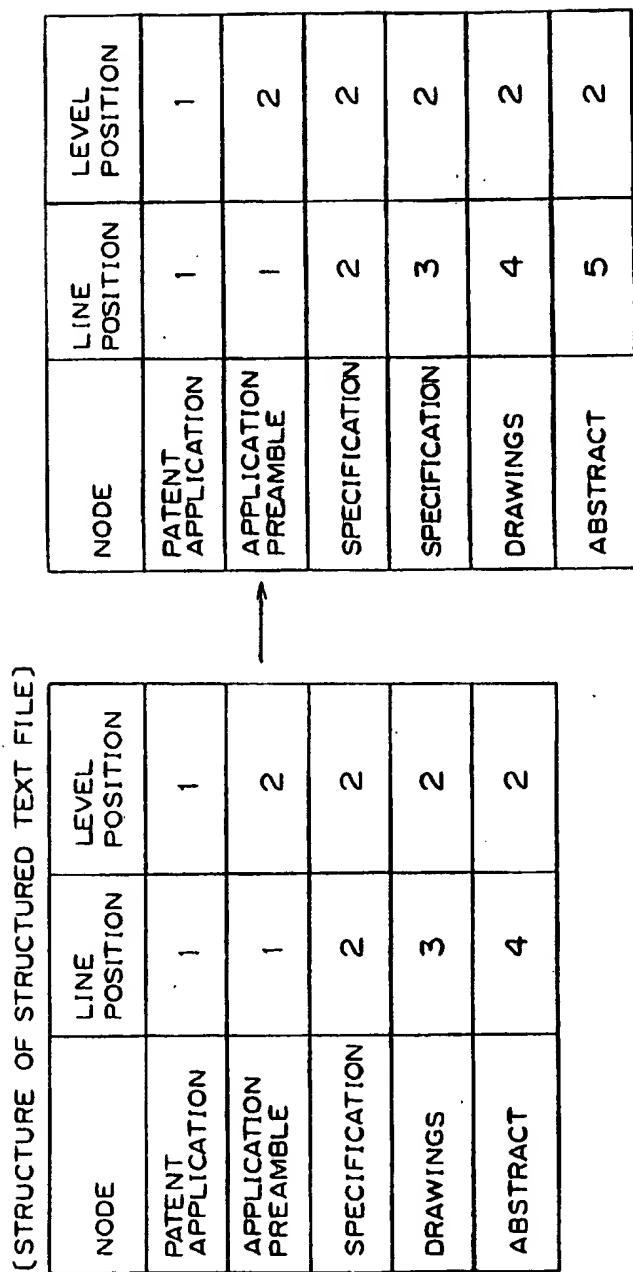 (STRUCTURE OF STRUCTURED TEXT FILE)
NODE
LINE
POSITION
LEVEL
POSITION
PATENT
APPLICATION
1
1
APPLICATION
PREAMBLE
1
2
SPECIFICATION
2
2
DRAWINGS
3
2
ABSTRACT
4
2
NODE
LINE
POSITION
LEVEL
POSITION
PATENT
APPLICATION
1
1
APPLICATION
PREAMBLE
1
2
SPECIFICATION
2
2
SPECIFICATION
3
2
DRAWINGS
4
2
ABSTRACT
5
2